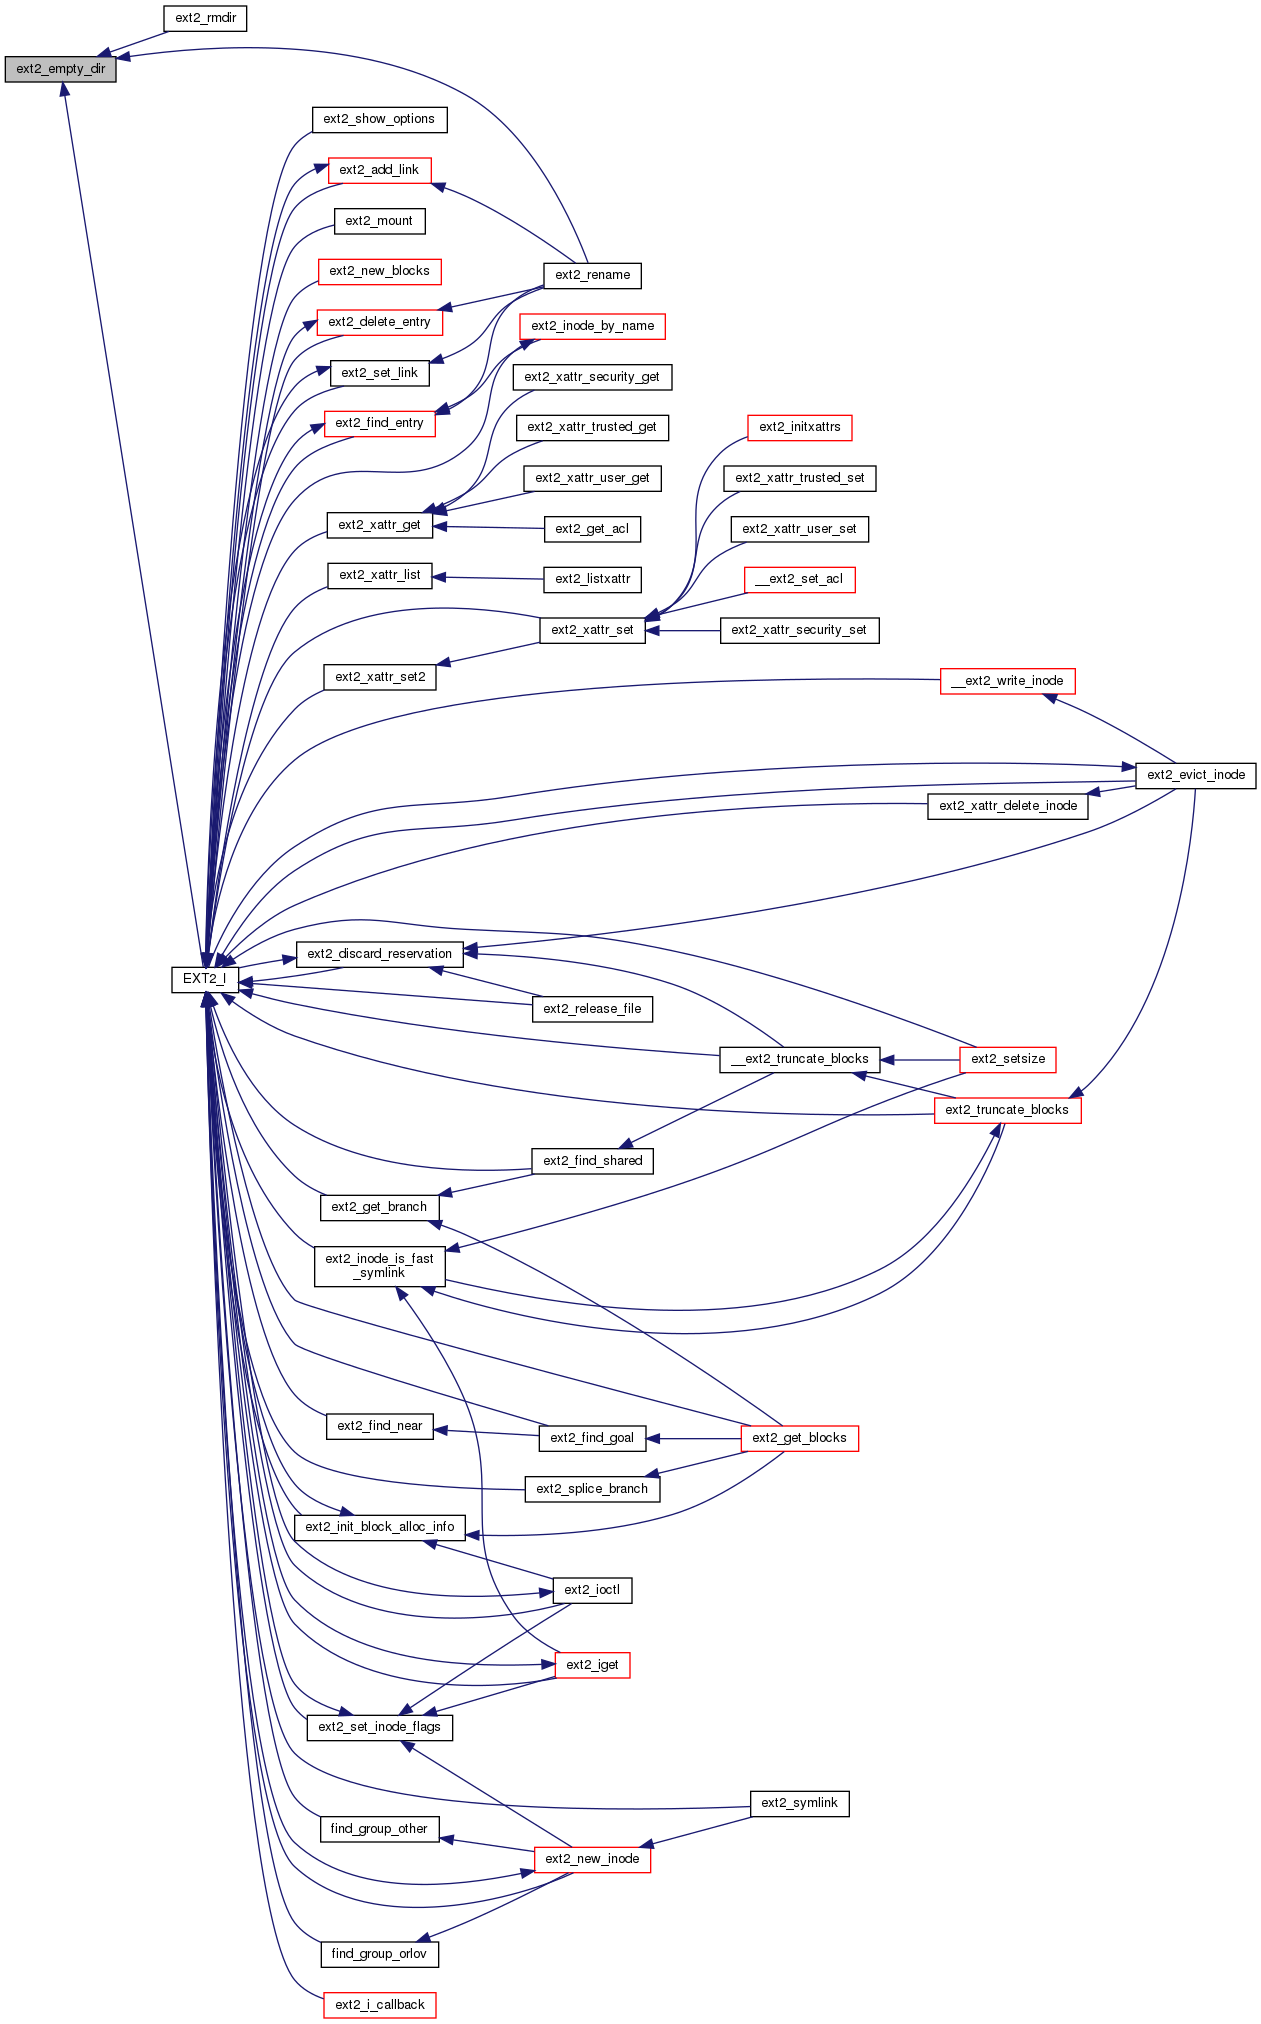 ext2_rmdir
ext2_empty_dir
ext2_show_options
ext2_add_link
ext2_mount
ext2_new_blocks
ext2_rename
ext2_delete_entry
ext2_inode_by_name
ext2_set_link
ext2_xattr_security_get
ext2_find_entry
ext2_xattr_trusted_get
ext2_initxattrs
ext2_xattr_user_get
ext2_xattr_trusted_set
ext2_xattr_get
ext2_get_acl
ext2_xattr_user_set
ext2_xattr_list
ext2_listxattr
__ext2_set_acl
ext2_xattr_set
ext2_xattr_security_set
ext2_xattr_set2
__ext2_write_inode
ext2_evict_inode
ext2_xattr_delete_inode
ext2_discard_reservation
EXT2_I
ext2_release_file
__ext2_truncate_blocks
ext2_setsize
ext2_truncate_blocks
ext2_find_shared
ext2_get_branch
ext2_inode_is_fast
_symlink
ext2_find_near
ext2_find_goal
ext2_get_blocks
ext2_splice_branch
ext2_init_block_alloc_info
ext2_ioctl
ext2_iget
ext2_set_inode_flags
ext2_symlink
find_group_other
ext2_new_inode
find_group_orlov
ext2_i_callback